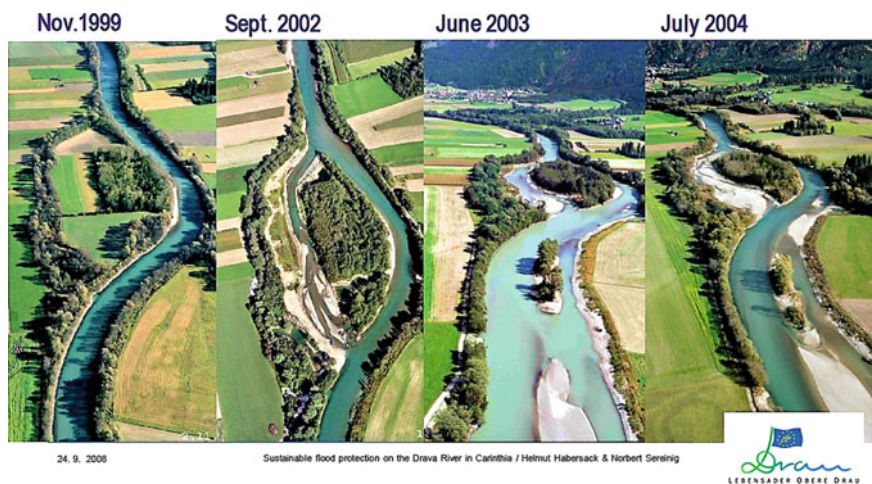 Nov.1999
Sept. 2002
June 2003
July 2004
24. 9. 2008
Sustainable flood protection on the Drava River in Carinthia / Helmut Habersack & Norbert Sereinig
Drau
LEBENSADER OBERE DRAU